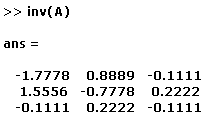 >> inv(A)
ans =
-1.7778 0.8889 -0.1111
1.5556 -0.7778 0.2222
-0.1111 0.2222 -0.1111